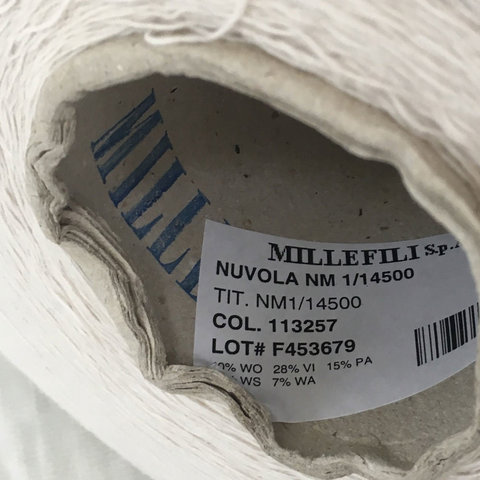 MILL
MILLEFILI S.p.A
NUVOLA NM 1/14500
TIT. NM1/14500
COL. 113257
LOT# F453679
% WO 28% VI 15% PA
WS 7% WA